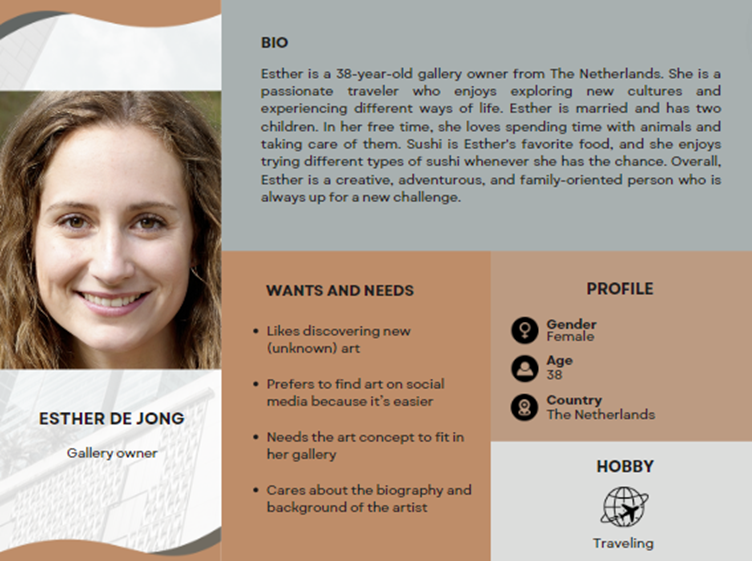 BIO
Esther is a 38-year-old gallery owner from The Netherlands. She is a
passionate traveler who enjoys exploring new cultures and
experiencing different ways of life. Esther is married and has two
children. In her free time, she loves spending time with animals and
taking care of them. Sushi is Esther's favorite food, and she enjoys
trying different types of sushi whenever she has the chance. Overall,
Esther is a creative, adventurous, and family-oriented person who is
always up for a new challenge.
ESTHER DE JONG
Gallery owner
WANTS AND NEEDS
• Likes discovering new
(unknown) art
• Prefers to find art on social
media because it's easier
• Needs the art concept to fit in
her gallery
• Cares about the biography and
background of the artist
PROFILE
Gender
Female
Age
38
Country
The Netherlands
HOBBY
Traveling